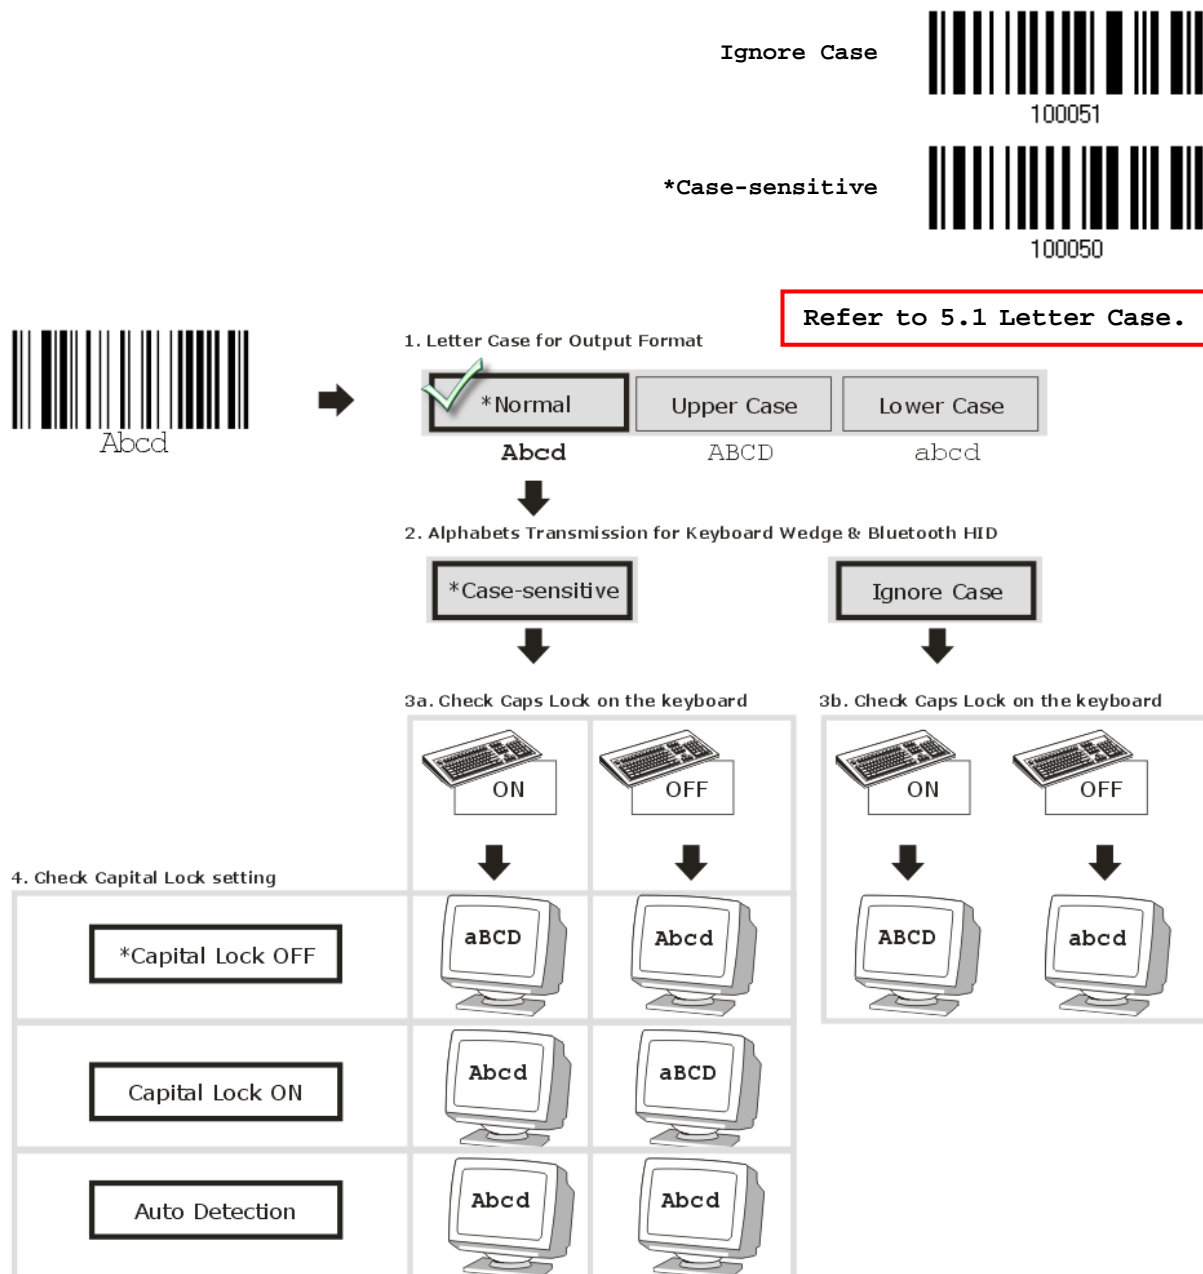 Ignore Case
100051
*Case-sensitive
100050
Refer to 5.1 Letter Case.
1. Letter Case for Output Format
*Normal
Upper Case
Lower Case
Abcd
Abcd
ABCD
abcd
2. Alphabets Transmission for Keyboard Wedge & Bluetooth HID
*Case-sensitive
Ignore Case
3a. Check Caps Lock on the keyboard
3b. Check Caps Lock on the keyboard
ON
OFF
ON
OFF
4. Check Capital Lock setting
*Capital Lock OFF
aBCD
Abcd
ABCD
abcd
Capital Lock ON
Abcd
aBCD
Auto Detection
Abcd
Abcd